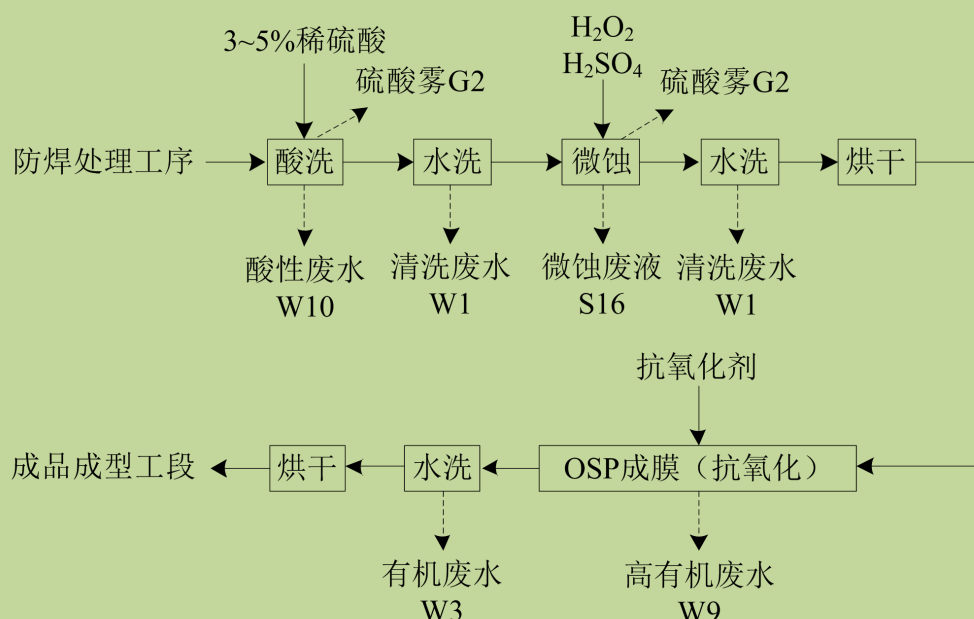 3~5%稀硫酸
硫酸雾G2
H₂O₂
H₂SO₄
硫酸雾G2
防焊处理工序
酸洗
水洗
微蚀
水洗
烘干
酸性废水
W10
清洗废水
W1
微蚀废液
S16
清洗废水
W1
抗氧化剂
成品成型工段
烘干
水洗
OSP成膜（抗氧化）
有机废水
W3
高有机废水
W9